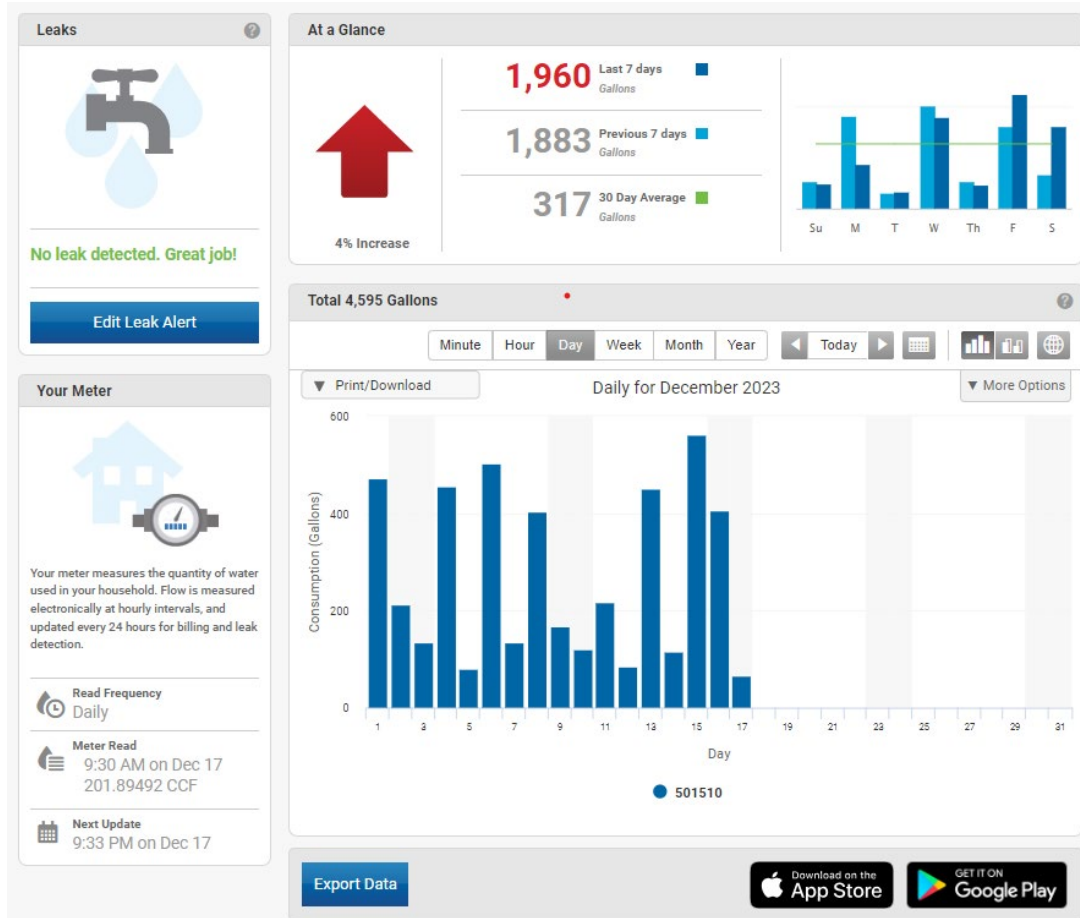 Leaks
No leak detected. Great job!
Edit Leak Alert
Your Meter
Your meter measures the quantity of water
used in your household. Flow is measured
electronically at hourly intervals, and
updated every 24 hours for billing and leak
detection.
Read Frequency
Daily
Meter Read
9:30 AM on Dec 17
201.89492 CCF
Next Update
9:33 PM on Dec 17
At a Glance
4% Increase
1,960 Last 7 days
Gallons
1,883 Previous 7 days
Gallons
317 30 Day Average
Gallons
Su M T W Th F S
Total 4,595 Gallons
Minute Hour Day Week Month Year Today
Print/Download
Daily for December 2023
More Options
Consumption (Gallons)
600
400
200
0
1 3 5 7 9 11 13 15 17 19 21 23 25 27 29 31
Day
501510
Export Data
Download on the
App Store
GET IT ON
Google Play